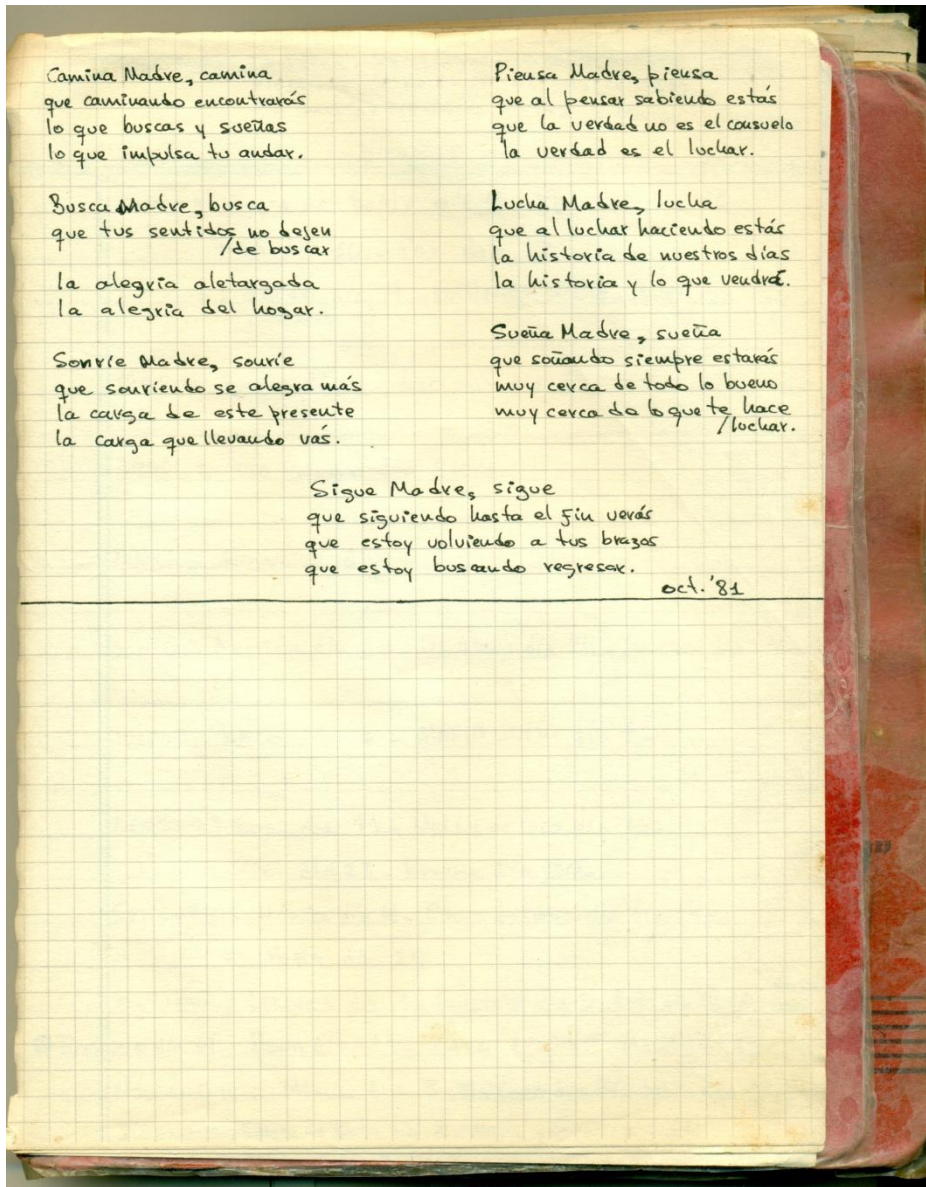 Camina Madre, camina
que caminando encontrarás
lo que buscas y sueñas
lo que impulsa tu andar.
Busca Madre, busca
que tus sentidos no dejen
/de buscar
la alegria aletargada
la alegria del hogar.
Sonríe Madre, sonríe
que sonriendo se alegra más
la carga de este presente
la carga que llevando vás.
Piensa Madre, piensa
que al pensar sabiendo estás
que la verdad no es el consuelo
la verdad es el luchar.
Lucha Madre, lucha
que al luchar haciendo estás
la historia de nuestros días
la historia y lo que vendrá.
Sueña Madre, sueña
que soñando siempre estarás
muy cerca de todo lo bueno
muy cerca do lo que te hace
/luchar.
Sigue Madre, sigue
que siguiendo hasta el fin verás
que estoy volviendo a tus brazos
que estoy buscando regresar.
oct. '81